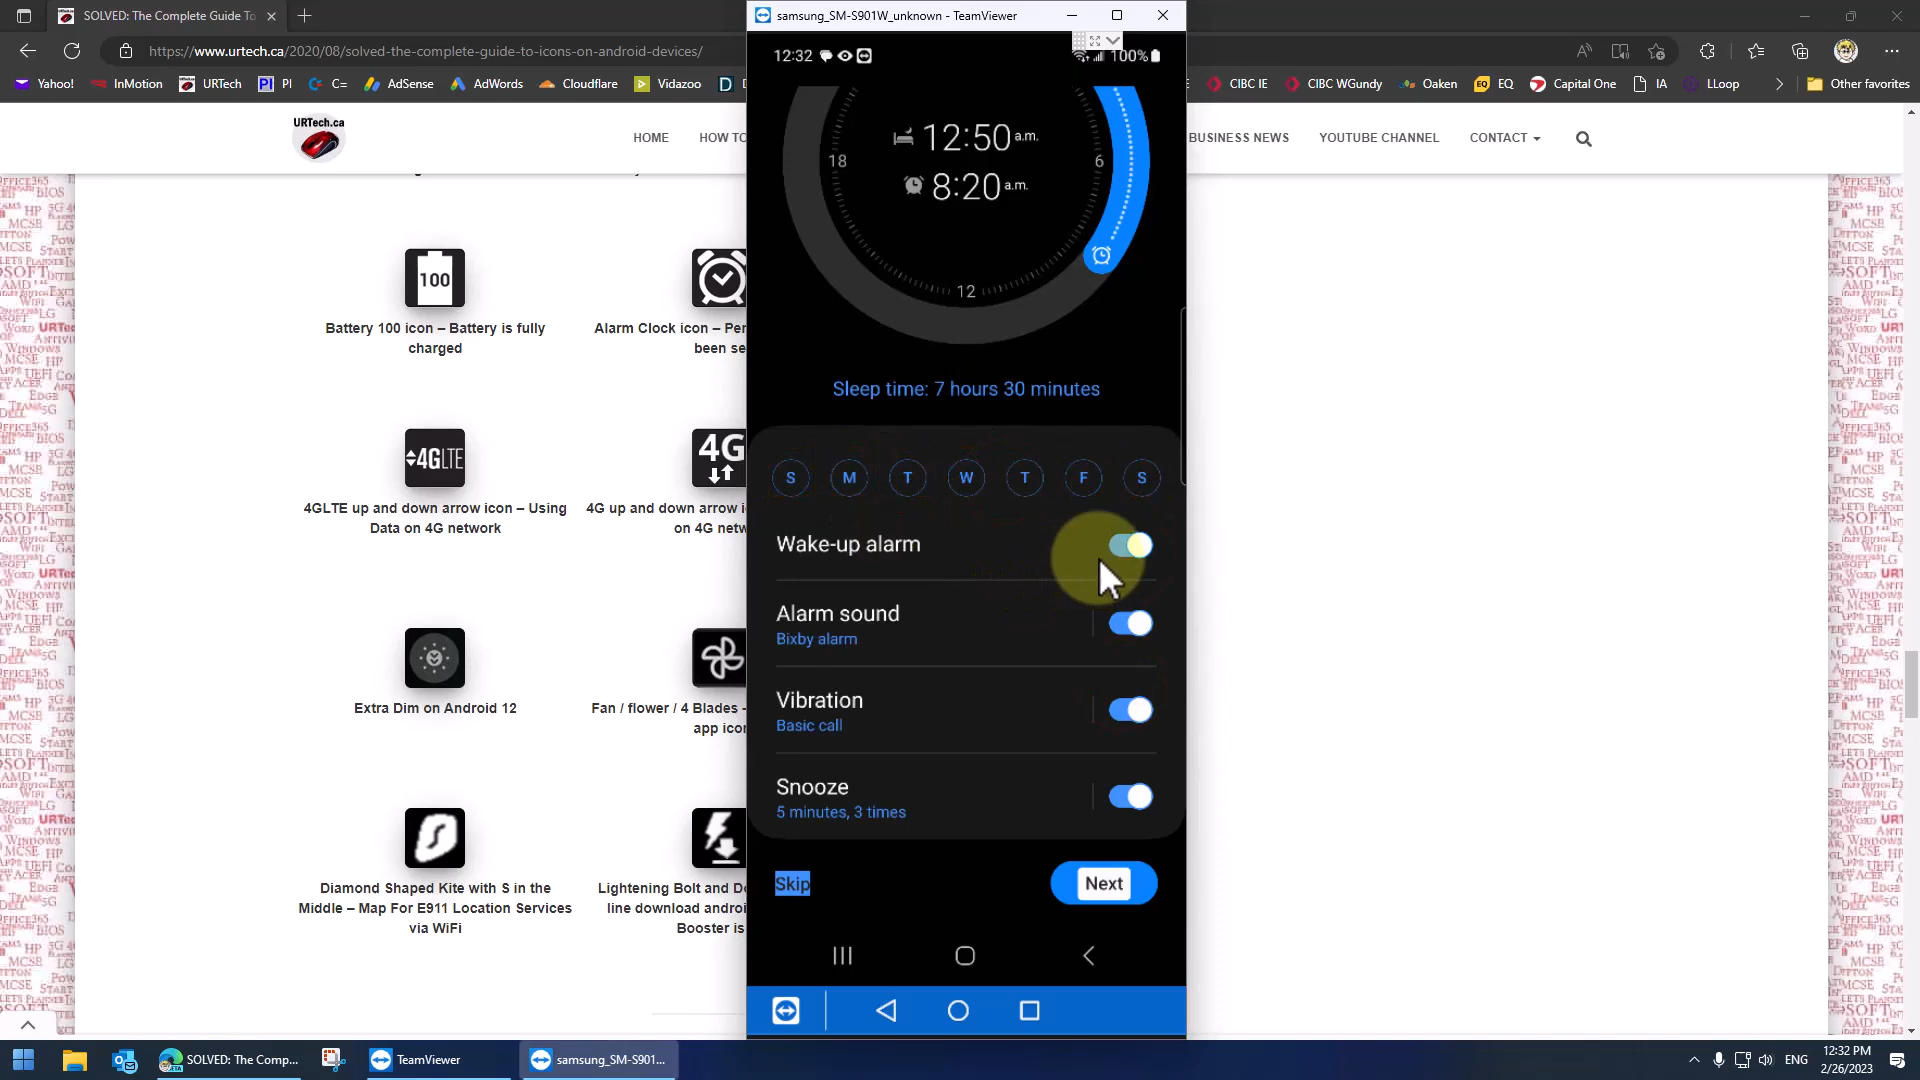 SOLVED: The Complete Guide To
samsung_SM-S901W_unknown - TeamViewer
https://www.urtech.ca/2020/08/solved-the-complete-guide-to-icons-on-android-devices/
Yahoo! InMotion URTech PI C= AdSense AdWords Cloudflare Vidazoo CIBC IE CIBC WGundy Oaken EQ Capital One IA LLoop Other favorites
URTech.ca
HOME HOW TO BUSINESS NEWS YOUTUBE CHANNEL CONTACT
12:32 100%
12:50 a.m.
18 6
8:20 a.m.
12
Sleep time: 7 hours 30 minutes
S M T W T F S
Wake-up alarm
Alarm sound
Bixby alarm
Vibration
Basic call
Snooze
5 minutes, 3 times
Skip Next
100
Battery 100 icon – Battery is fully
charged
Alarm Clock icon –
been
4GLTE
4GLTE up and down arrow icon – Using
Data on 4G network
4G
4G up and down arrow
on 4G
Extra Dim on Android 12
Fan / flower / 4 Blades -
app
Diamond Shaped Kite with S in the
Middle – Map For E911 Location Services
via WiFi
Lightening Bolt and
line download
Booster is
SOLVED: The Comp...
TeamViewer
samsung_SM-S901...
ENG
12:32 PM
2/26/2023